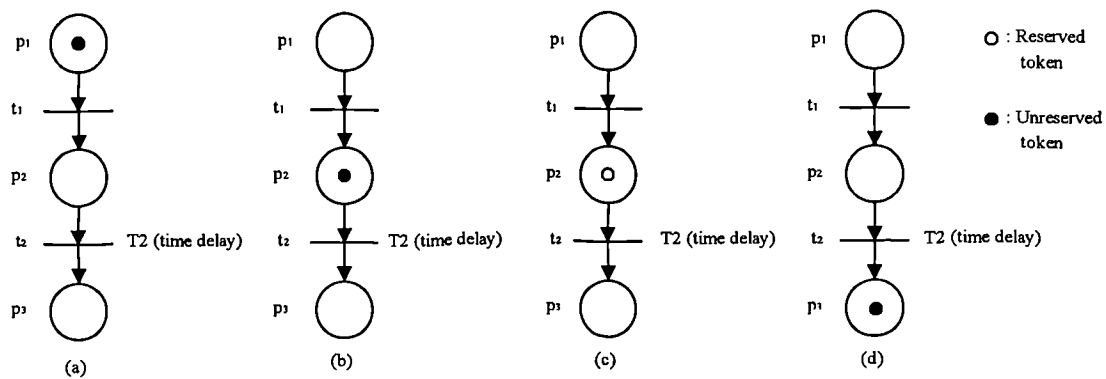 p1
t1
p2
t2 T2 (time delay)
p3
(a)
p1
t1
p2
t2 T2 (time delay)
p3
(b)
p1
t1
p2
t2 T2 (time delay)
p3
(c)
p1
t1
p2
t2 T2 (time delay)
p3
(d)
: Reserved
token
: Unreserved
token